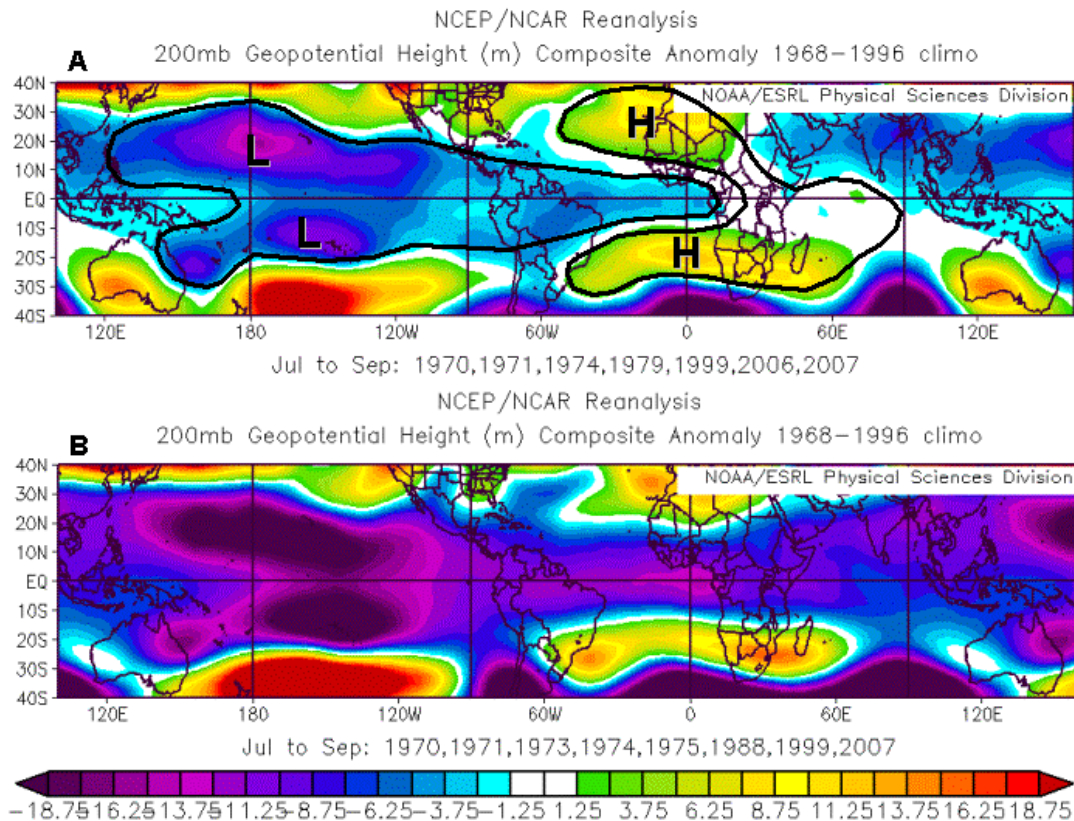 NCEP/NCAR Reanalysis
A 200mb Geopotential Height (m) Composite Anomaly 1968-1996 climo
NOAA/ESRL Physical Sciences Division
40N
30N
20N
10N
EQ
10S
20S
30S
40S
H
L
L
H
120E 180 120W 60W 0 60E 120E
Jul to Sep: 1970,1971,1974,1979,1999,2006,2007
NCEP/NCAR Reanalysis
B 200mb Geopotential Height (m) Composite Anomaly 1968-1996 climo
NOAA/ESRL Physical Sciences Division
40N
30N
20N
10N
EQ
10S
20S
30S
40S
120E 180 120W 60W 0 60E 120E
Jul to Sep: 1970,1971,1973,1974,1975,1988,1999,2007
-18.75 -16.25 -13.75 -11.25 -8.75 -6.25 -3.75 -1.25 1.25 3.75 6.25 8.75 11.25 13.75 16.25 18.75